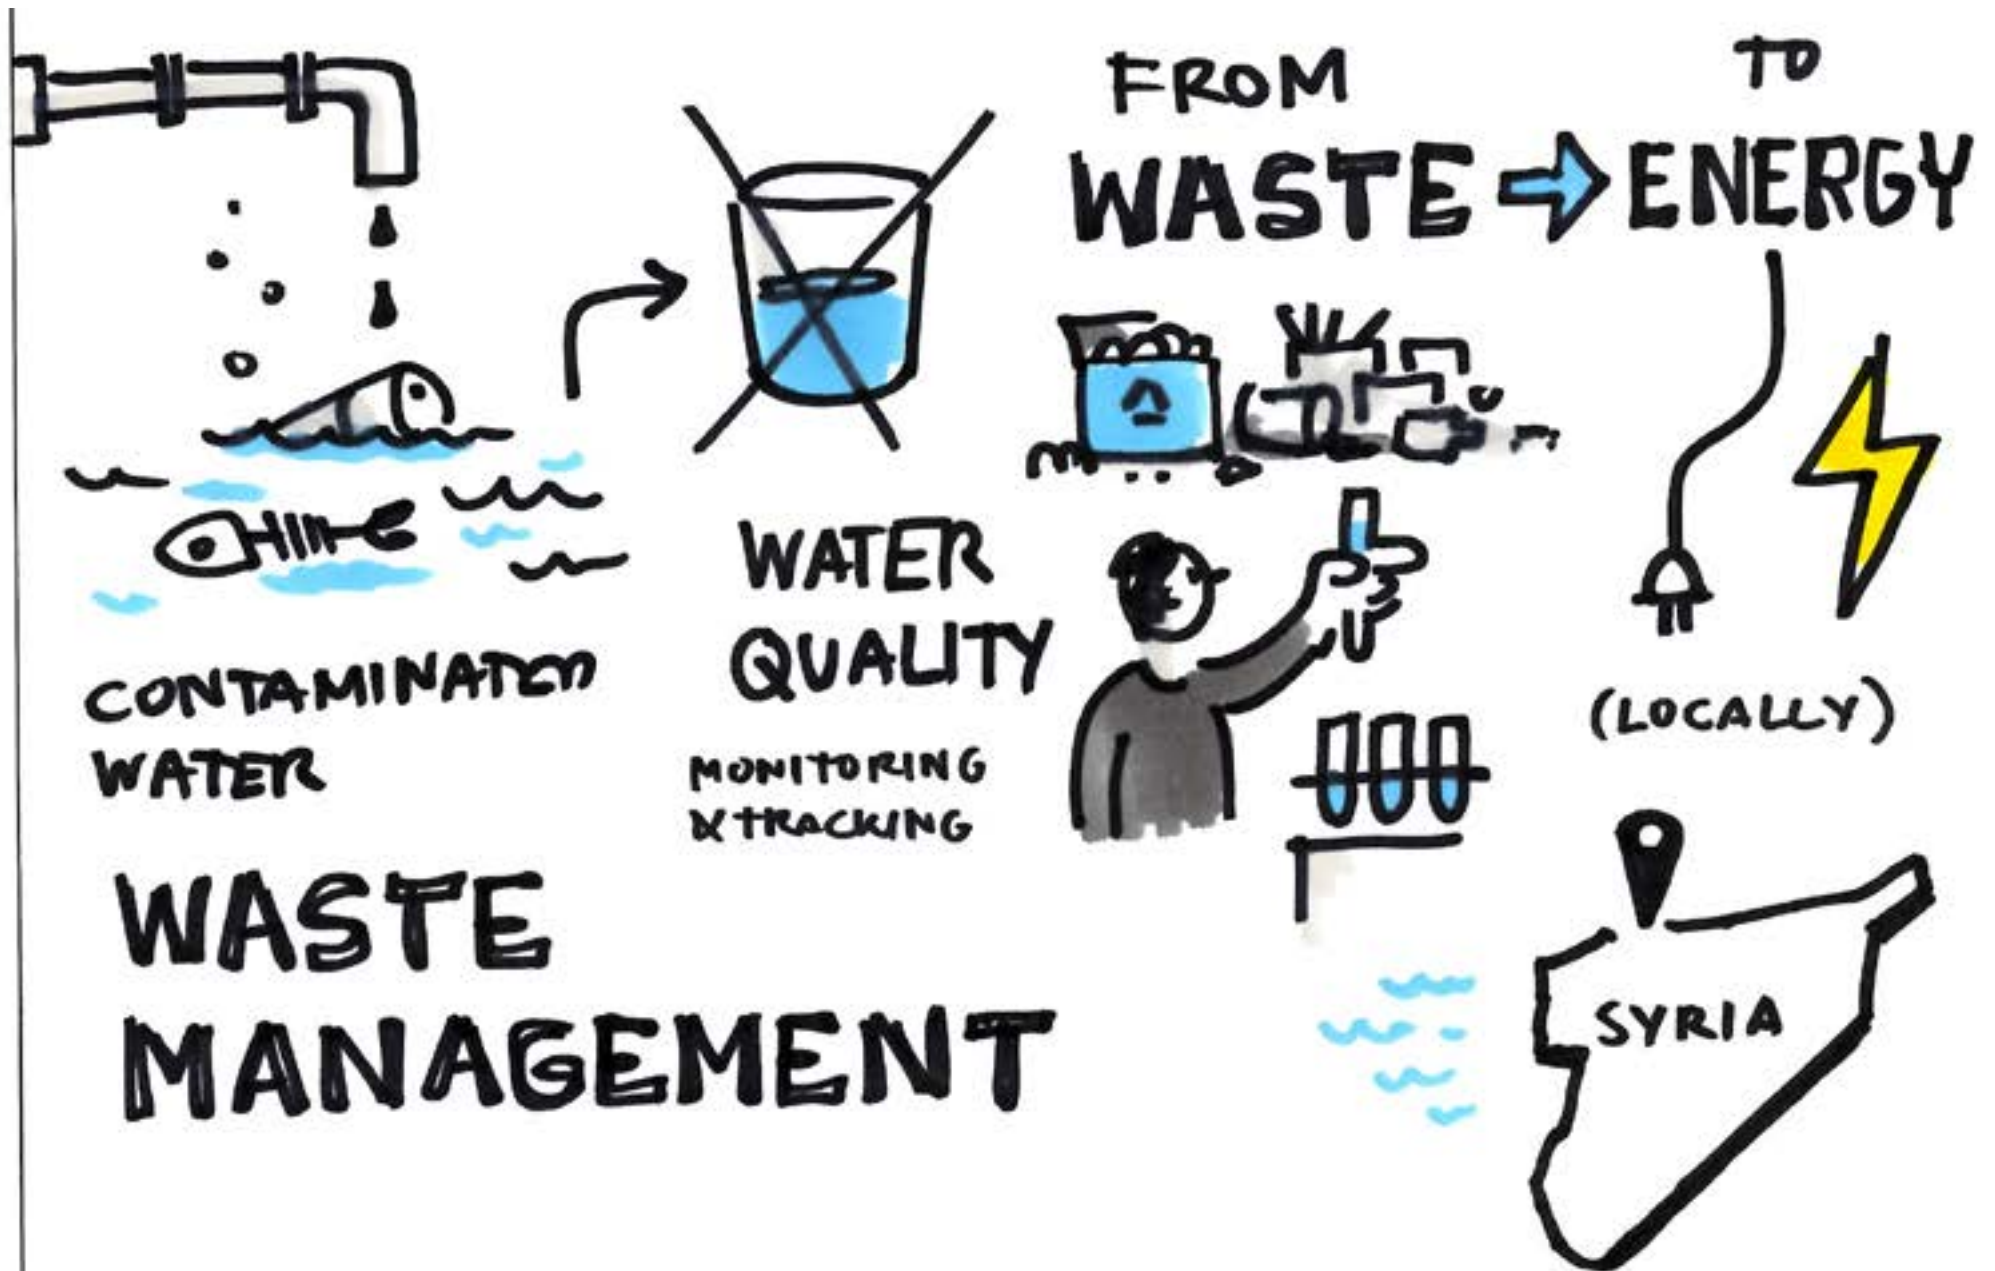 FROM
TO
WASTE ENERGY
WATER
QUALITY
MONITORING
& TRACKING
CONTAMINATED
WATER
(LOCALLY)
WASTE
MANAGEMENT
SYRIA